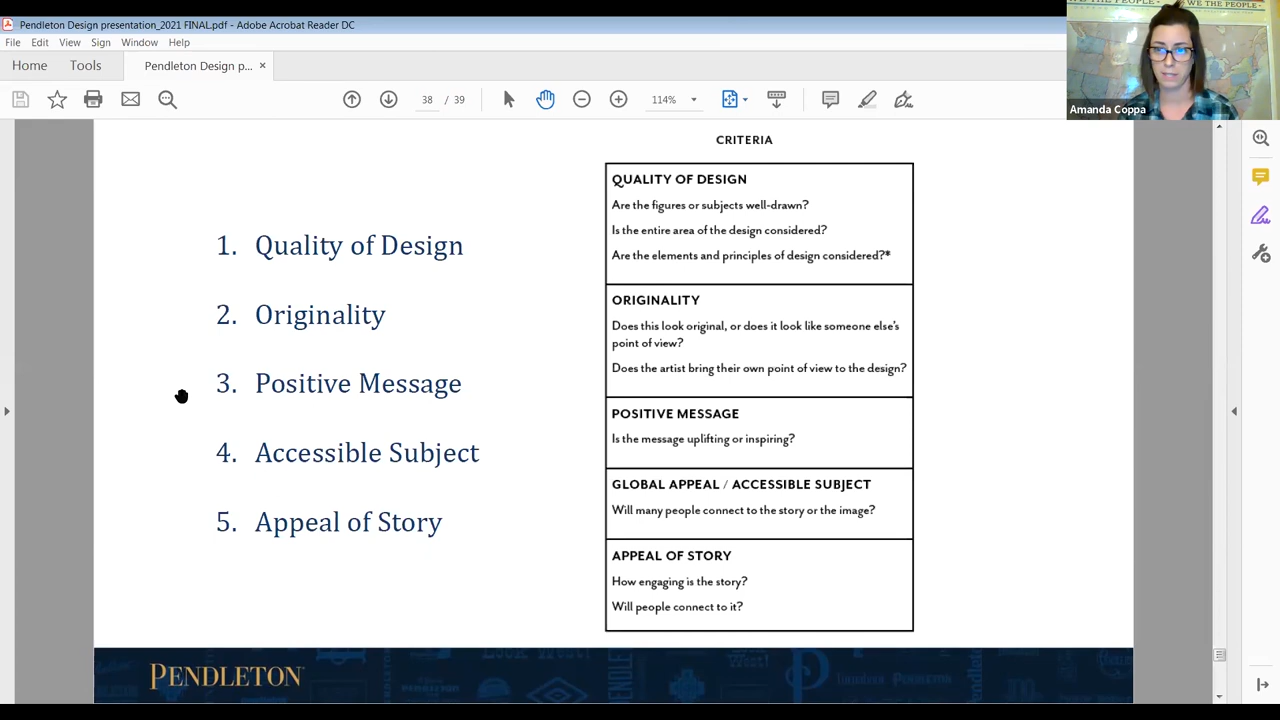 Pendleton Design presentation_2021 FINAL.pdf - Adobe Acrobat Reader DC
WE THE PEOPLE
File Edit View Sign Window Help
Home Tools Pendleton Design p... ×
38 / 39 114%
Amanda Coppa
CRITERIA
1. Quality of Design
2. Originality
3. Positive Message
4. Accessible Subject
5. Appeal of Story
QUALITY OF DESIGN
Are the figures or subjects well-drawn?
Is the entire area of the design considered?
Are the elements and principles of design considered?*
ORIGINALITY
Does this look original, or does it look like someone else's
point of view?
Does the artist bring their own point of view to the design?
POSITIVE MESSAGE
Is the message uplifting or inspiring?
GLOBAL APPEAL / ACCESSIBLE SUBJECT
Will many people connect to the story or the image?
APPEAL OF STORY
How engaging is the story?
Will people connect to it?
PENDLETON